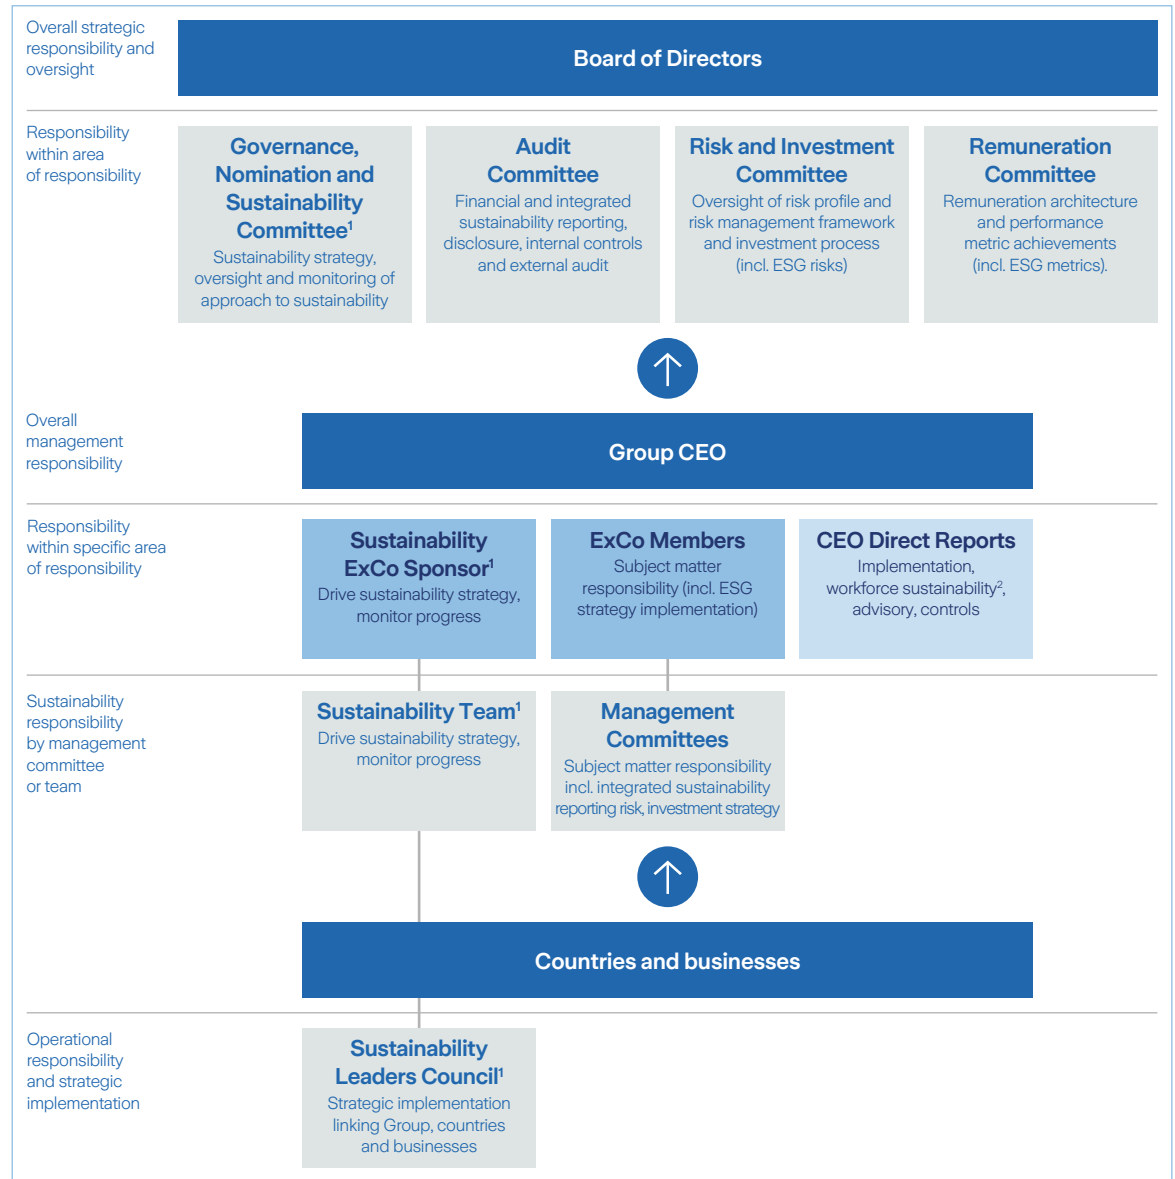 Overall strategic
responsibility and
oversight
Board of Directors
Responsibility
within area
of responsibility
Governance,
Nomination and
Sustainability
Committee¹
Sustainability strategy,
oversight and monitoring of
approach to sustainability
Audit
Committee
Financial and integrated
sustainability reporting,
disclosure, internal controls
and external audit
Risk and Investment
Committee
Oversight of risk profile and
risk management framework
and investment process
(incl. ESG risks)
Remuneration
Committee
Remuneration architecture
and performance
metric achievements
(incl. ESG metrics).
Overall
management
responsibility
Group CEO
Responsibility
within specific area
of responsibility
Sustainability
ExCo Sponsor¹
Drive sustainability strategy,
monitor progress
ExCo Members
Subject matter
responsibility (incl. ESG
strategy implementation)
CEO Direct Reports
Implementation,
workforce sustainability²,
advisory, controls
Sustainability
responsibility
by management
committee
or team
Sustainability Team¹
Drive sustainability strategy,
monitor progress
Management
Committees
Subject matter responsibility
incl. integrated sustainability
reporting risk, investment strategy
Countries and businesses
Operational
responsibility
and strategic
implementation
Sustainability
Leaders Council¹
Strategic implementation
linking Group, countries
and businesses